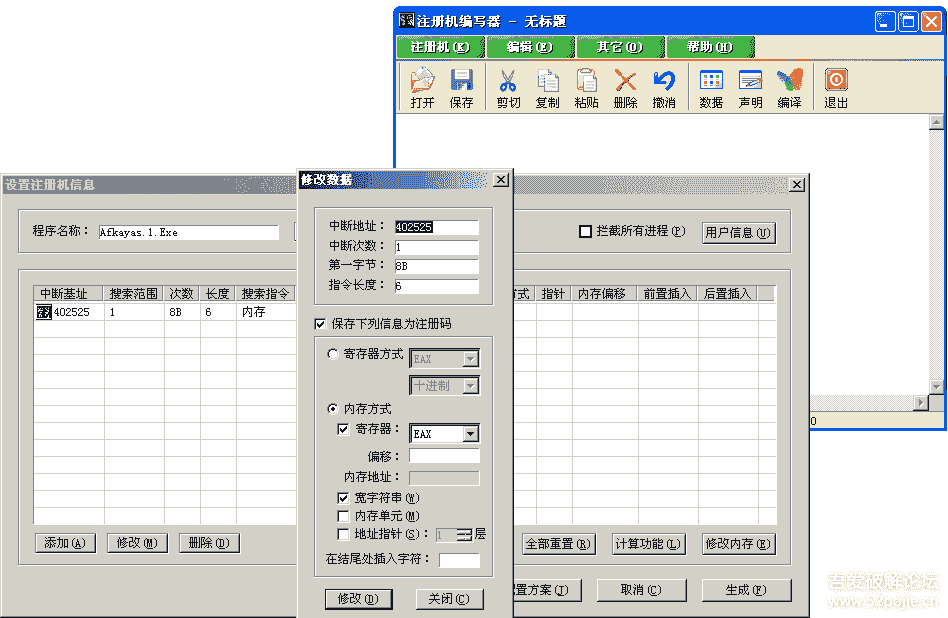 注册机编写器 - 无标题
注册机(K) 编辑(E) 其它(O) 帮助(H)
打开 保存 剪切 复制 粘贴 删除 撤消 数据 声明 编译 退出
设置注册机信息
程序名称： Afkayas.1.Exe
拦截所有进程(P) 用户信息(U)
中断基址 搜索范围 次数 长度 搜索指令
式 指针 内存偏移 前置插入 后置插入
402525 1 8B 6 内存
添加(A) 修改(M) 删除(D)
全部重置(R) 计算功能(L) 修改内存(E)
置方案(T) 取消(C) 生成(F)
0
修改数据
中断地址： 402525
中断次数： 1
第一字节： 8B
指令长度： 6
保存下列信息为注册码
寄存器方式 EAX
十进制
内存方式
寄存器： EAX
偏移：
内存地址：
宽字符串(W)
内存单元(M)
地址指针(S)： 1 层
在结尾处插入字符：
修改(D) 关闭(C)
吾爱破解论坛
www.52pojie.cn